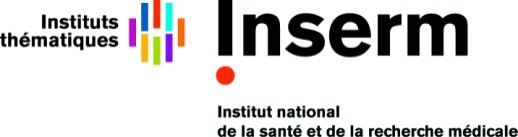 Instituts
thématiques
Inserm
Institut national
de la santé et de la recherche médicale